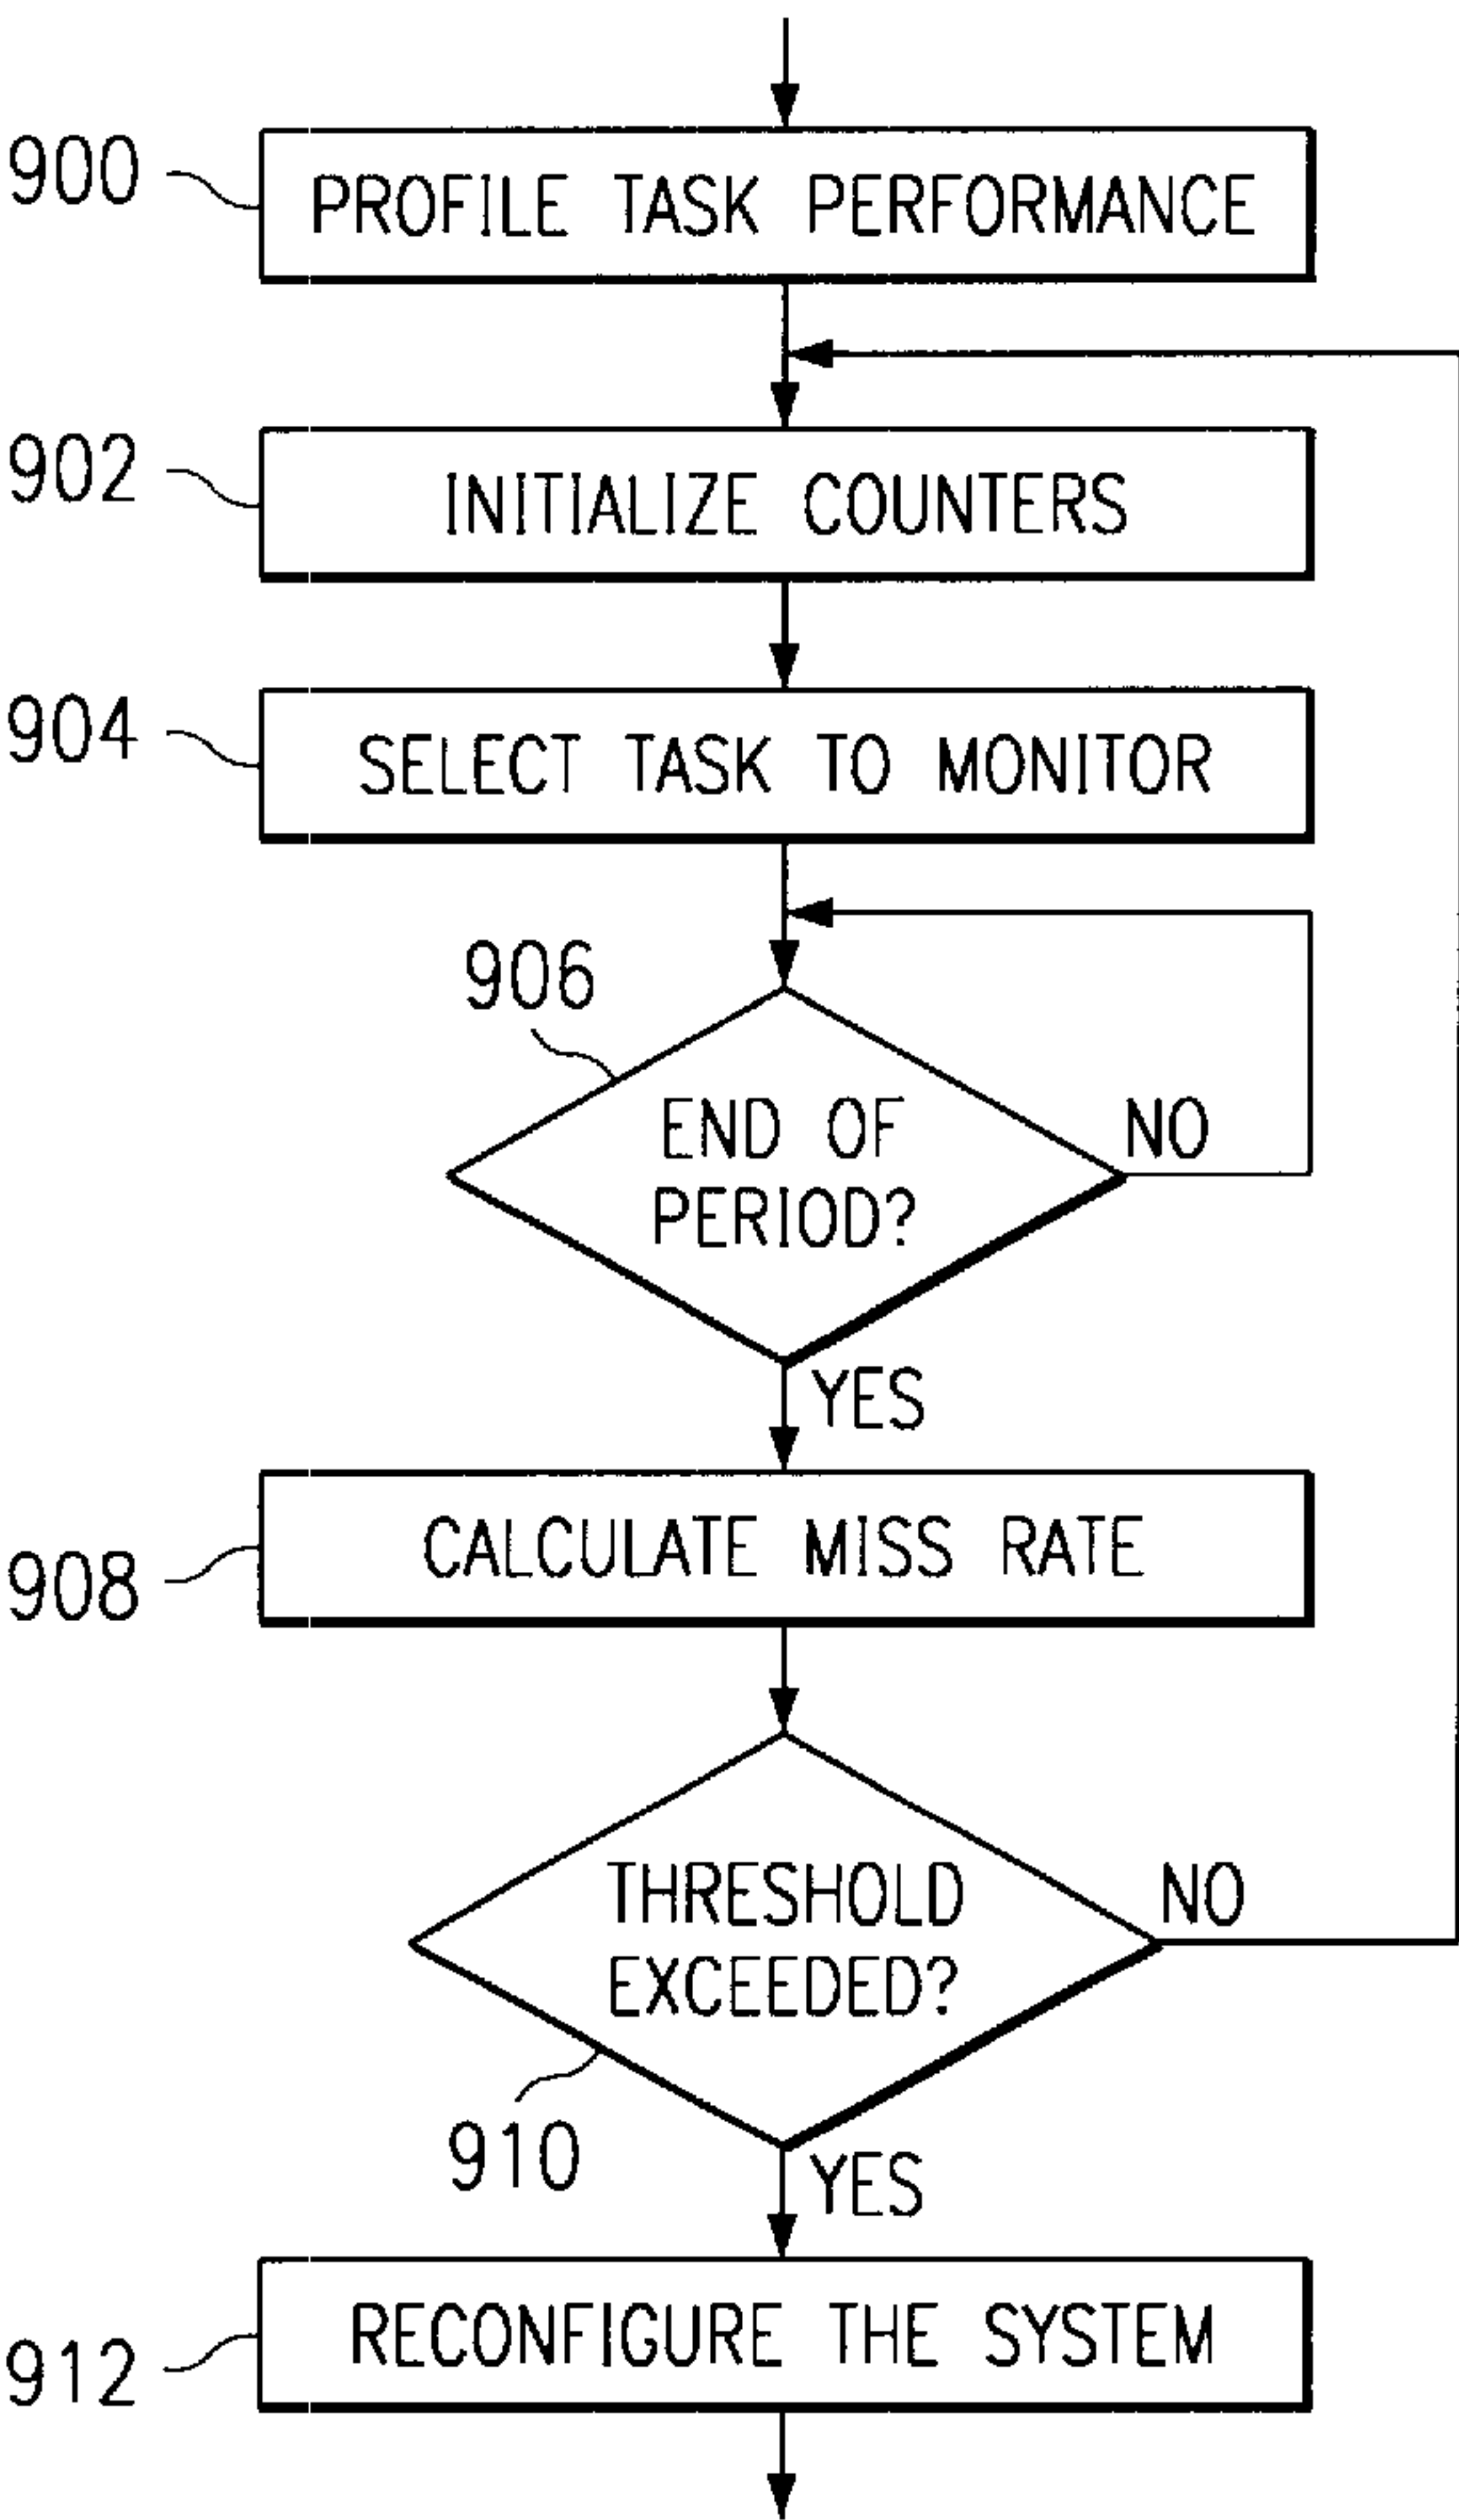 900
PROFILE TASK PERFORMANCE
902
INITIALIZE COUNTERS
904
SELECT TASK TO MONITOR
906
END OF
PERIOD?
NO
YES
908
CALCULATE MISS RATE
THRESHOLD
EXCEEDED?
NO
910
YES
912
RECONFIGURE THE SYSTEM